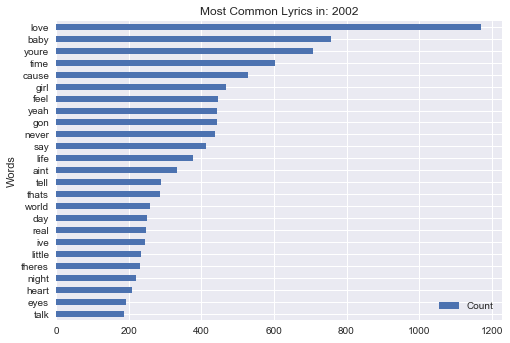 Most Common Lyrics in: 2002
love
baby
youre
time
cause
girl
feel
yeah
gon
never
say
life
aint
tell
thats
world
day
real
ive
little
theres
night
heart
eyes
talk
Words
Count
0 200 400 600 800 1000 1200